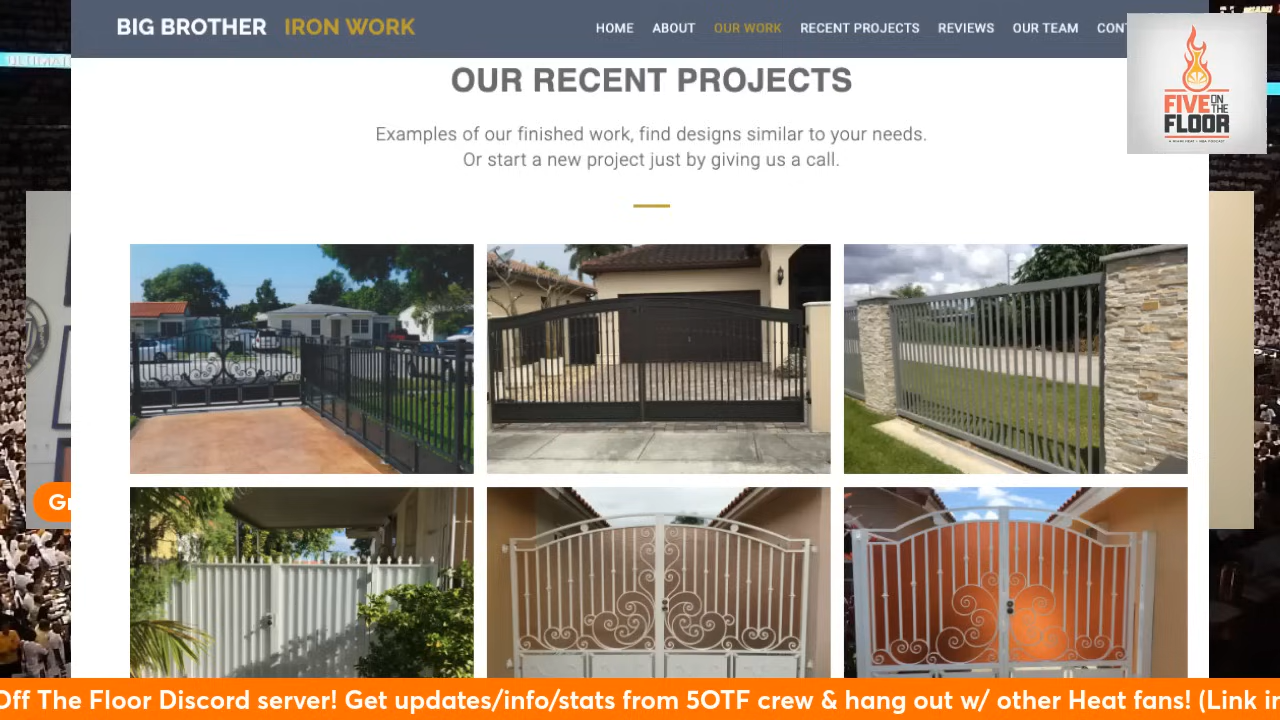 BIG BROTHER IRON WORK
HOME ABOUT OUR WORK RECENT PROJECTS REVIEWS OUR TEAM CONT
FIVE ON THE
FLOOR
OUR RECENT PROJECTS
Examples of our finished work, find designs similar to your needs.
Or start a new project just by giving us a call.
Off The Floor Discord server! Get updates/info/stats from 5OTF crew & hang out w/ other Heat fans! (Link in